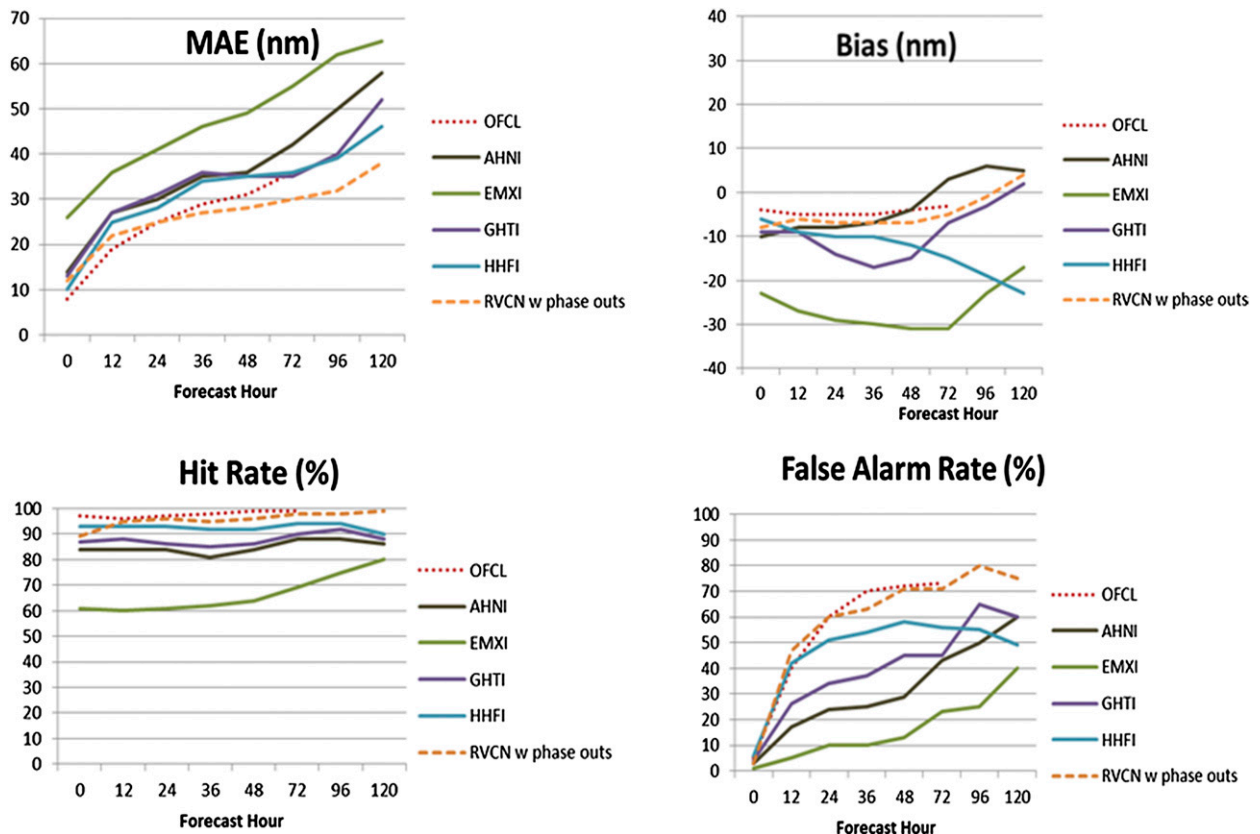 MAE (nm)
70
60
50
40
30
20
10
0
0 12 24 36 48 72 96 120
Forecast Hour
OFCL
AHNI
EMXI
GHTI
HHFI
RVCN w phase outs
Bias (nm)
40
30
20
10
0
-10
-20
-30
-40
0 12 24 36 48 72 96 120
Forecast Hour
OFCL
AHNI
EMXI
GHTI
HHFI
RVCN w phase outs
Hit Rate (%)
100
90
80
70
60
50
40
30
20
10
0
0 12 24 36 48 72 96 120
Forecast Hour
OFCL
AHNI
EMXI
GHTI
HHFI
RVCN w phase outs
False Alarm Rate (%)
100
90
80
70
60
50
40
30
20
10
0
0 12 24 36 48 72 96 120
Forecast Hour
OFCL
AHNI
EMXI
GHTI
HHFI
RVCN w phase outs